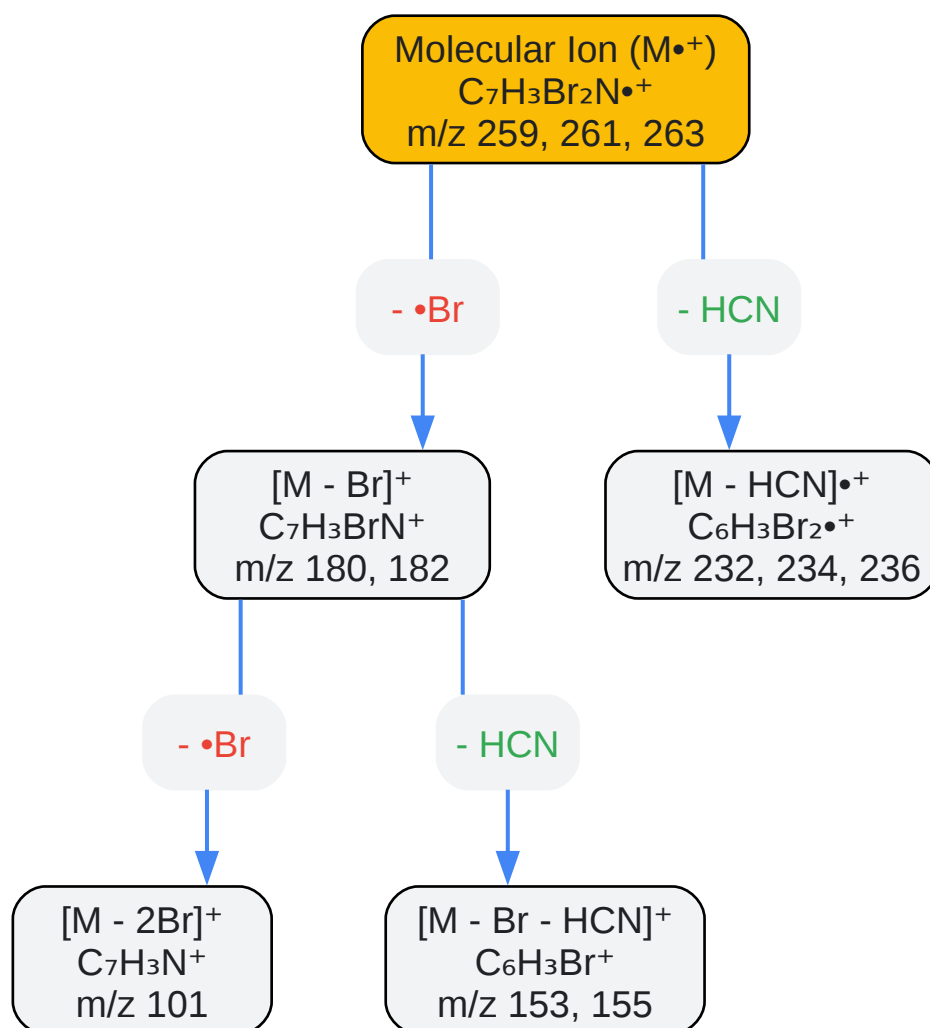 Molecular Ion (M•⁺)
C₇H₃Br₂N•⁺
m/z 259, 261, 263
- •Br
- HCN
[M - Br]⁺
C₇H₃BrN⁺
m/z 180, 182
[M - HCN]•⁺
C₆H₃Br₂•⁺
m/z 232, 234, 236
- •Br
- HCN
[M - 2Br]⁺
C₇H₃N⁺
m/z 101
[M - Br - HCN]⁺
C₆H₃Br⁺
m/z 153, 155